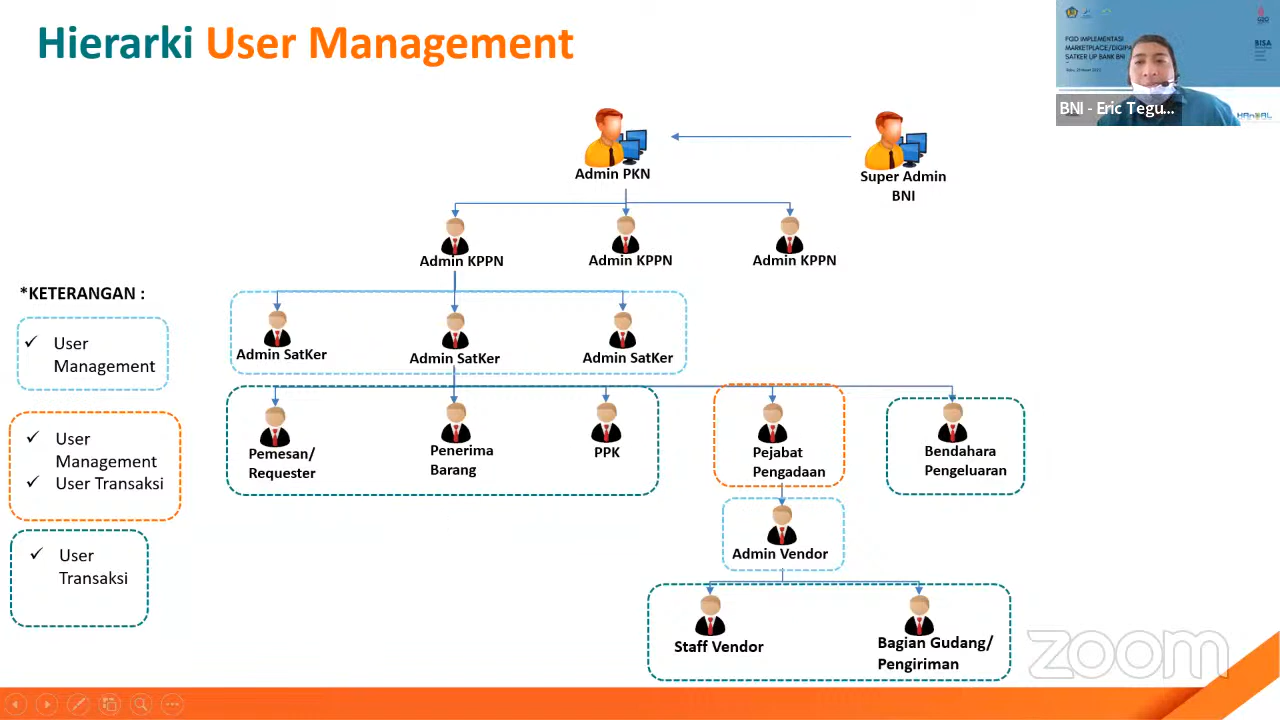 Hierarki User Management
FGD IMPLEMENTASI
MARKETPLACE/DIGIPA
SATKER UP BANK BNI
BISA
BNI - Eric Tegu...
Admin PKN
Super Admin
BNI
Admin KPPN
Admin KPPN
Admin KPPN
*KETERANGAN :
✓ User
Management
✓ User
Management
✓ User Transaksi
✓ User
Transaksi
Admin SatKer
Admin SatKer
Admin SatKer
Pemesan/
Requester
Penerima
Barang
PPK
Pejabat
Pengadaan
Bendahara
Pengeluaran
Admin Vendor
Staff Vendor
Bagian Gudang/
Pengiriman
zoom